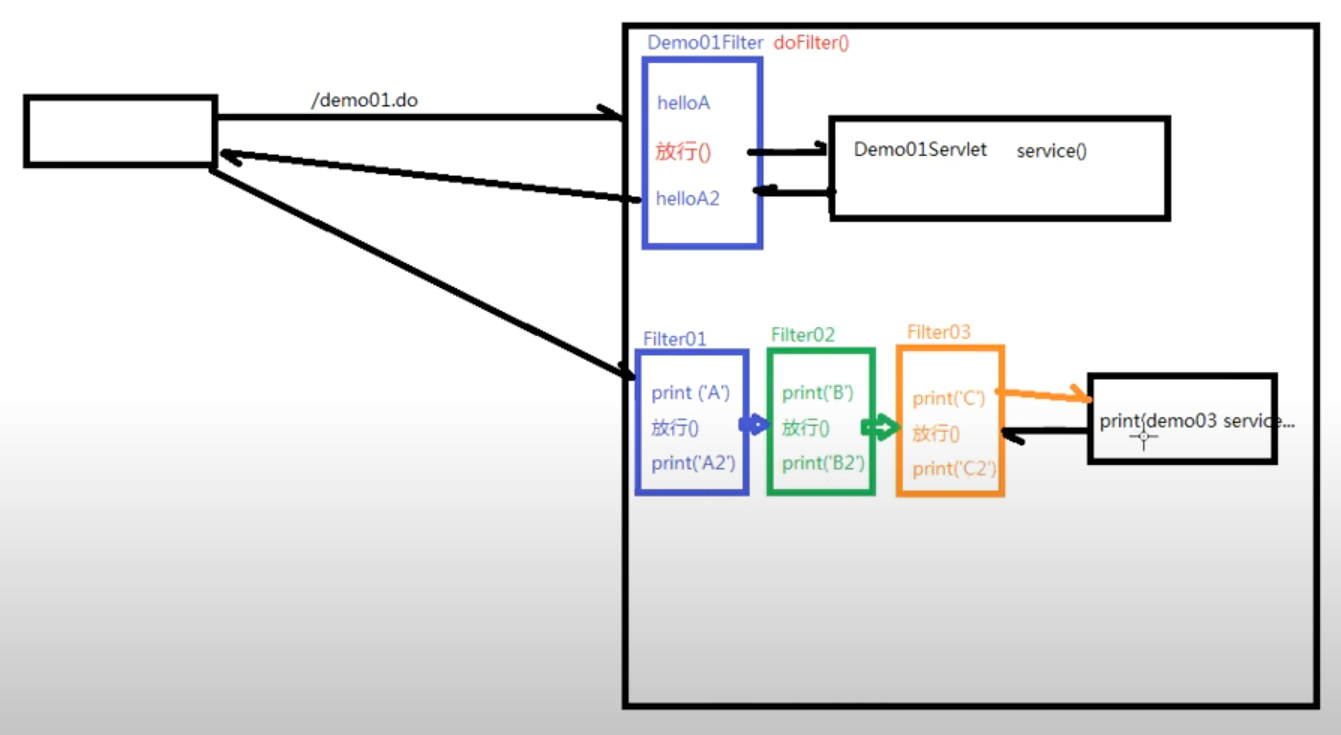 /demo01.do
Demo01Filter doFilter()
helloA
放行()
helloA2
Demo01Servlet service()
Filter01
print ('A')
放行()
print('A2')
Filter02
print('B')
放行()
print('B2')
Filter03
print('C')
放行()
print('C2')
print(demo03 service...